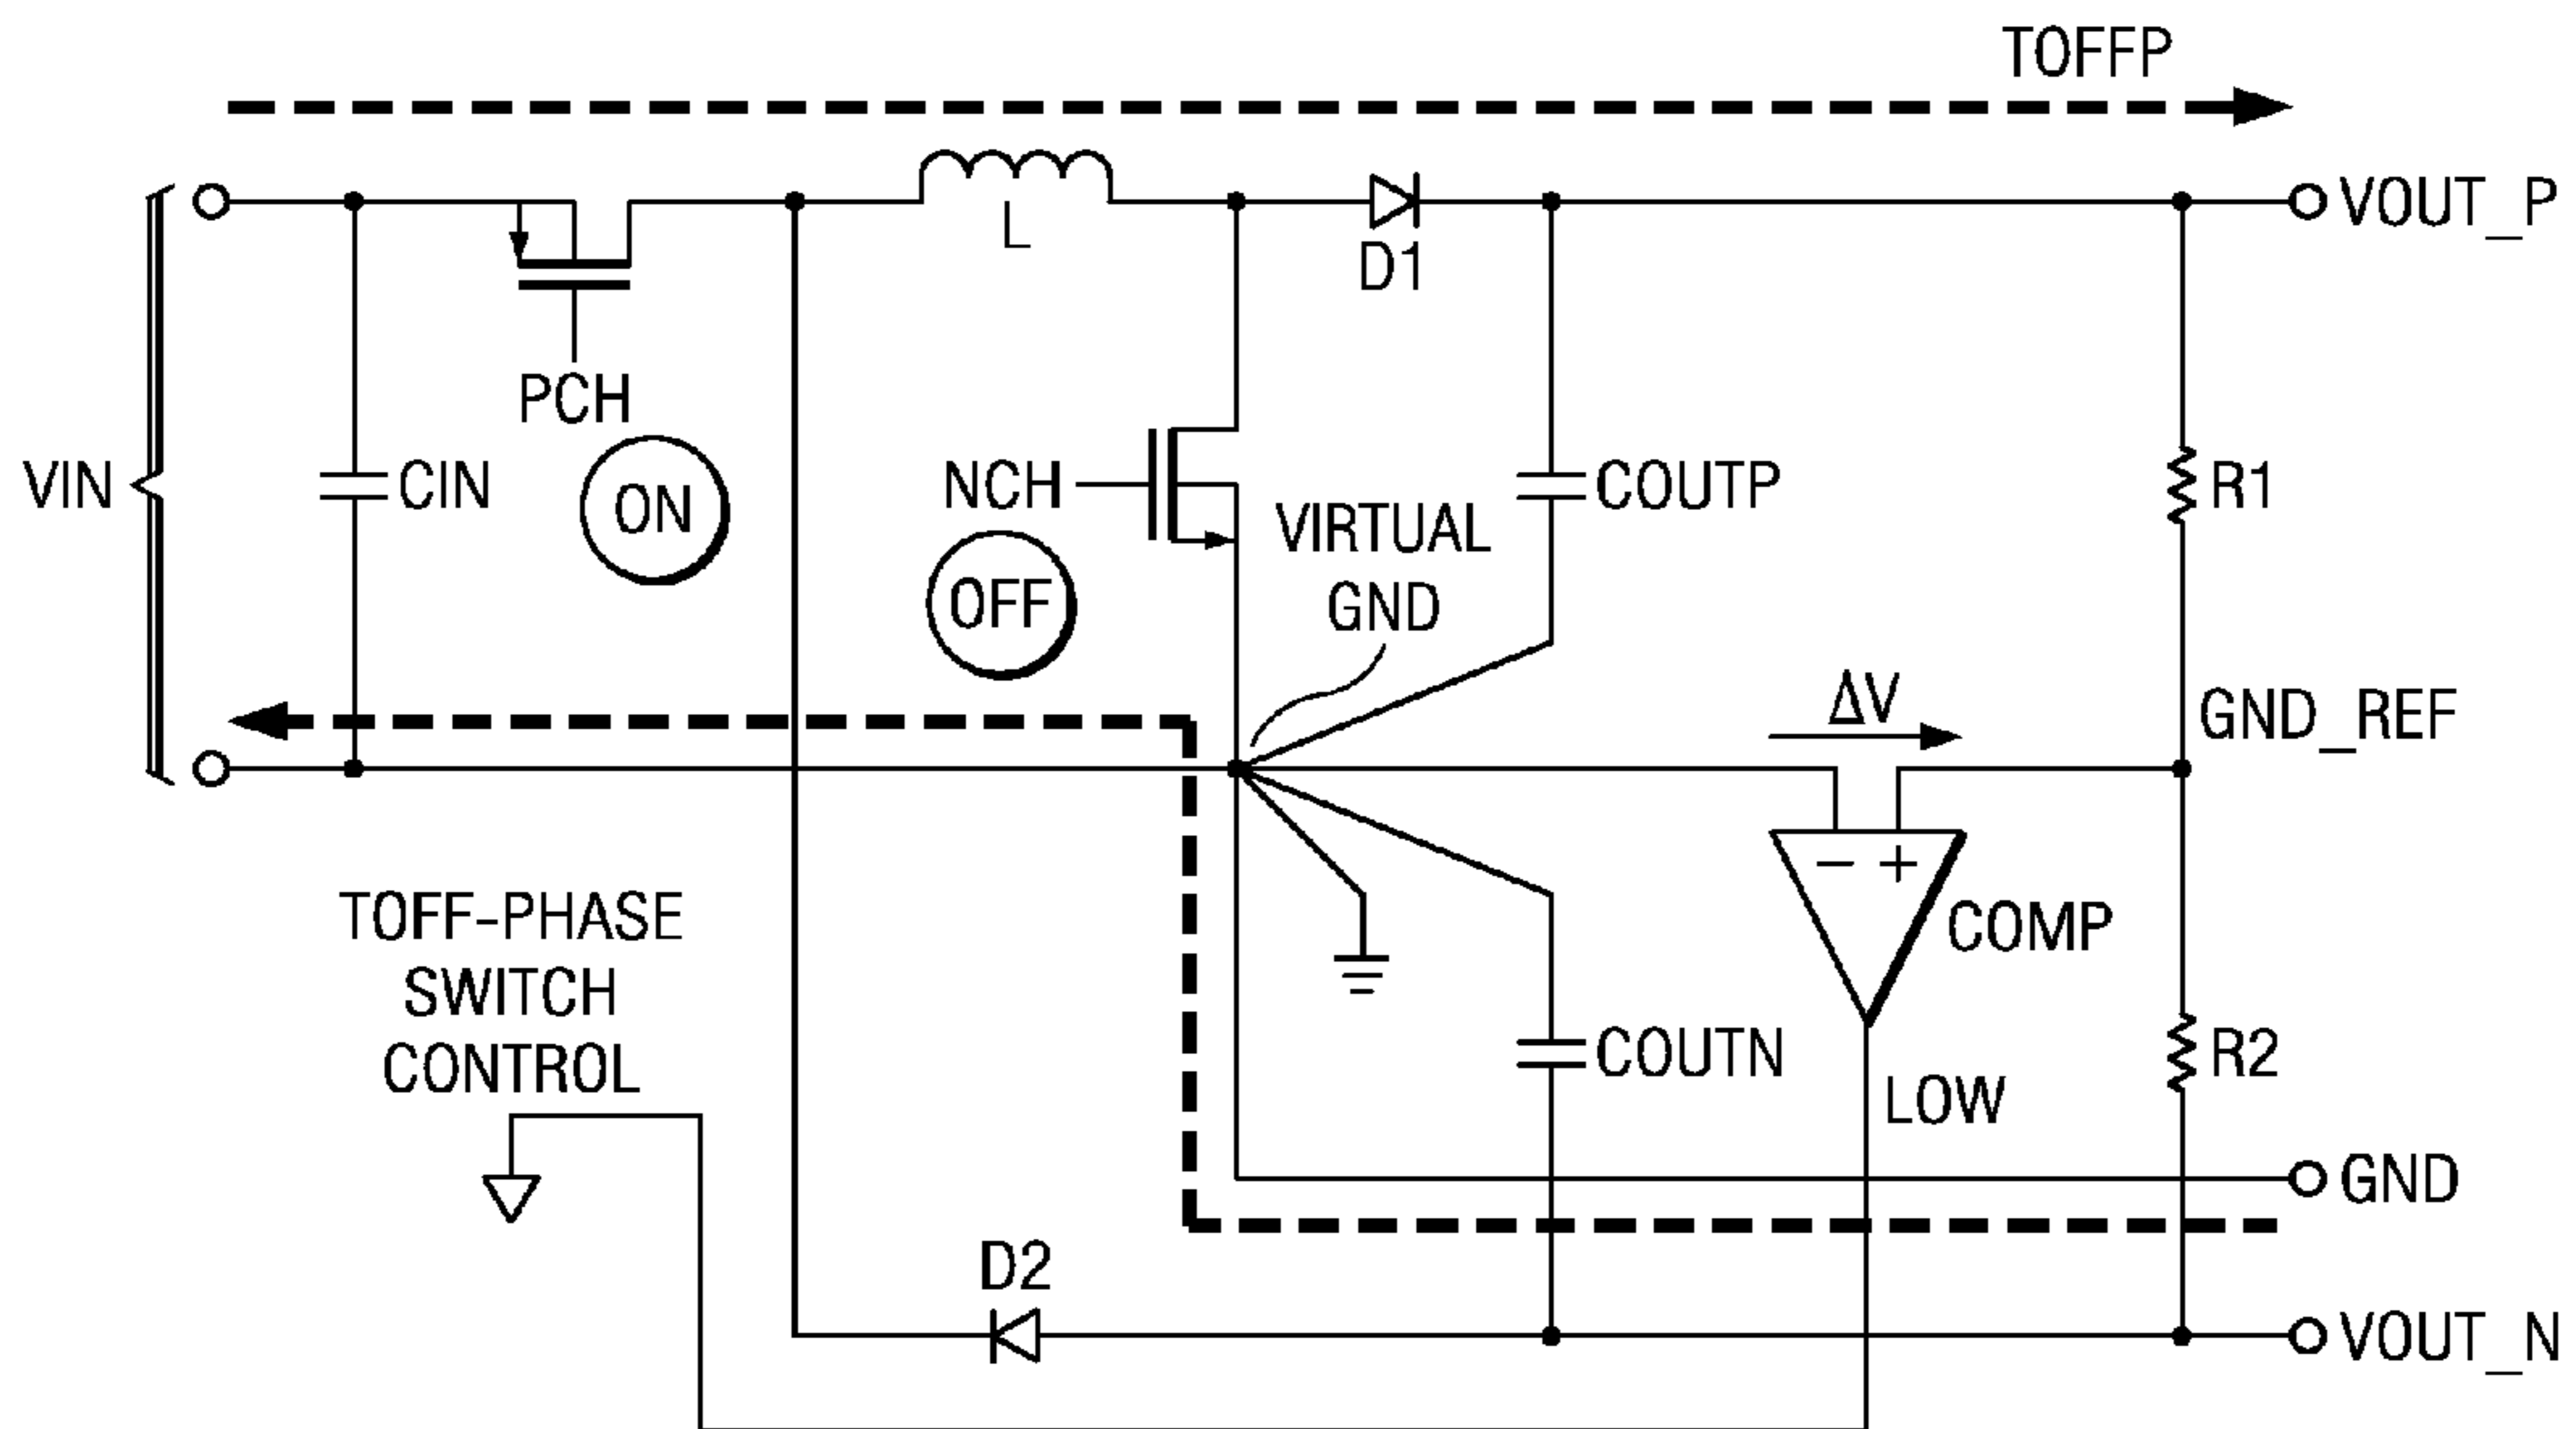 TOFFP
VOUT_P
L
D1
PCH
VIN
CIN
ON
NCH
OFF
VIRTUAL
GND
COUTP
R1
ΔV
GND_REF
- +
COMP
TOFF-PHASE
SWITCH
CONTROL
COUTN
LOW
R2
GND
D2
VOUT_N